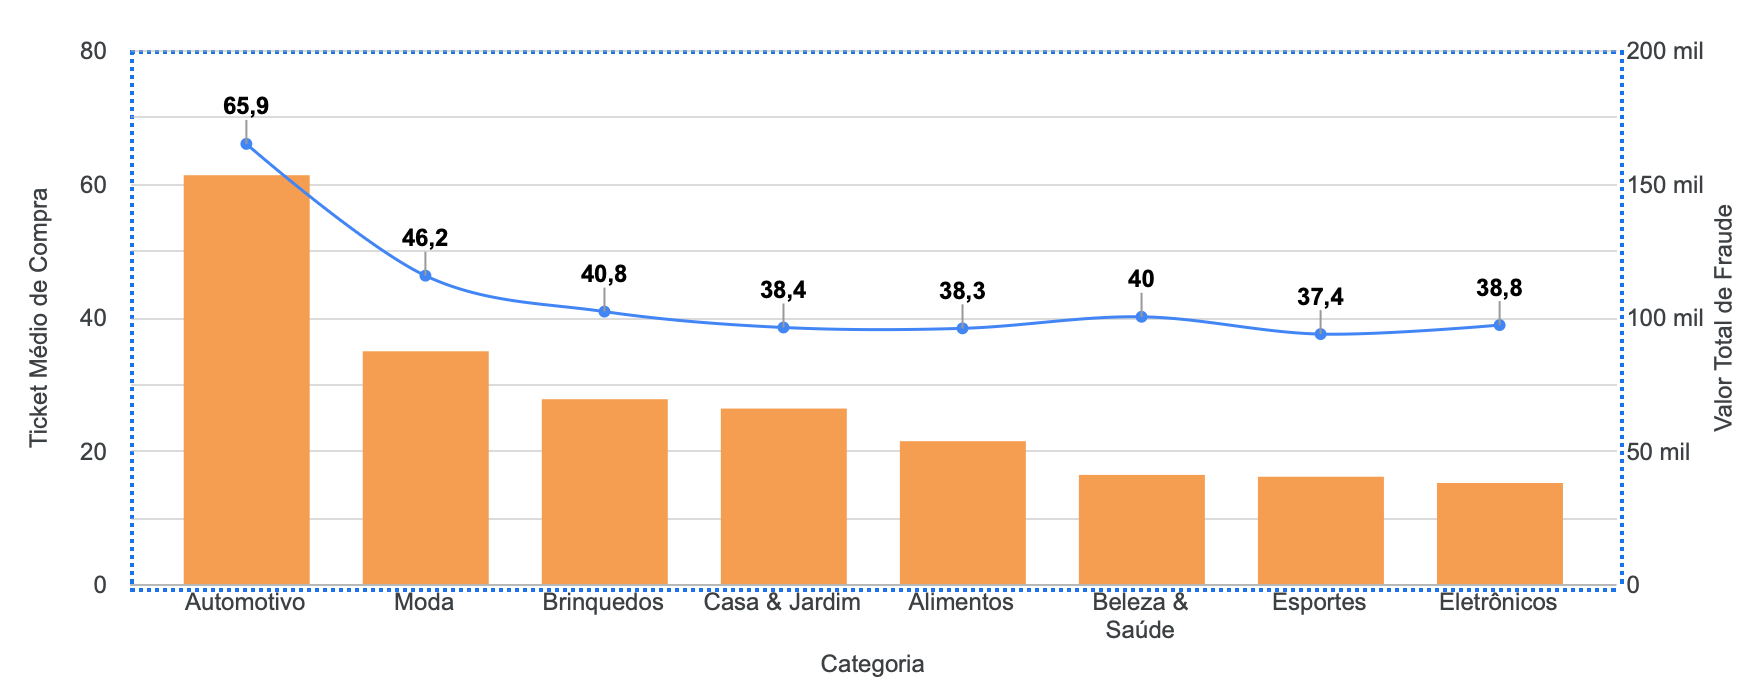 80
200 mil
65,9
60
150 mil
46,2
40,8
38,4
38,3
40
37,4
38,8
40
100 mil
20
50 mil
0
0
Ticket Médio de Compra
Valor Total de Fraude
Automotivo
Moda
Brinquedos
Casa & Jardim
Alimentos
Beleza &
Saúde
Esportes
Eletrônicos
Categoria